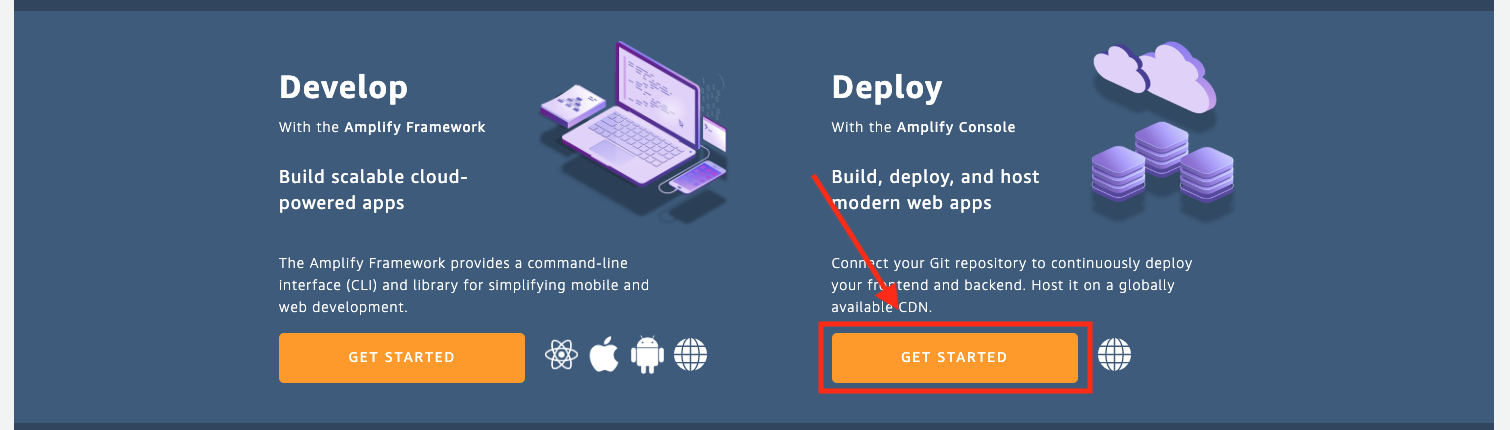 Develop
With the Amplify Framework
Build scalable cloud-
powered apps
The Amplify Framework provides a command-line
interface (CLI) and library for simplifying mobile and
web development.
GET STARTED
Deploy
With the Amplify Console
Build, deploy, and host
modern web apps
Connect your Git repository to continuously deploy
your frontend and backend. Host it on a globally
available CDN.
GET STARTED